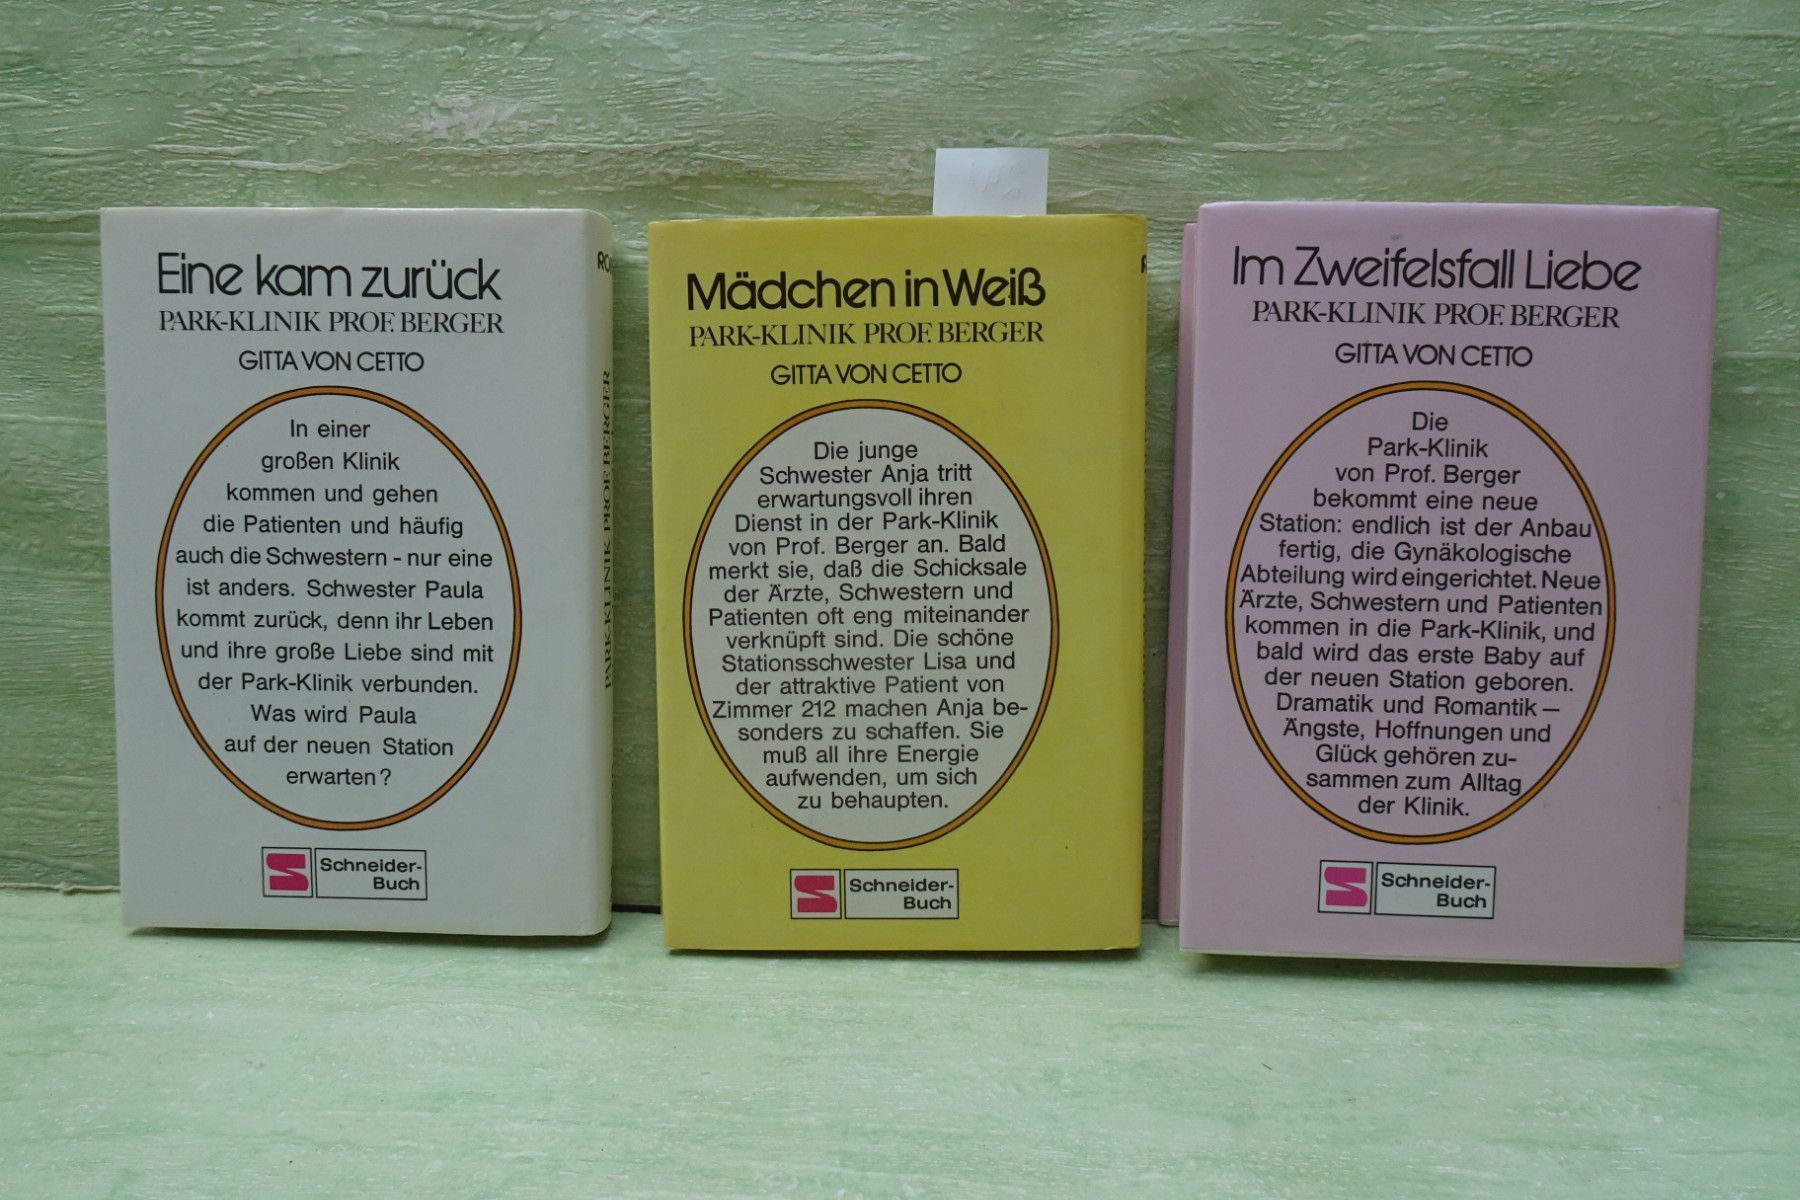 Eine kam zurück
PARK-KLINIK PROF. BERGER
GITTA VON CETTO
In einer
großen Klinik
kommen und gehen
die Patienten und häufig
auch die Schwestern - nur eine
ist anders. Schwester Paula
kommt zurück, denn ihr Leben
und ihre große Liebe sind mit
der Park-Klinik verbunden.
Was wird Paula
auf der neuen Station
erwarten?
Schneider-
Buch
PARK-KLINIK PROF. BERGER
Mädchen in Weiß
PARK-KLINIK PROF. BERGER
GITTA VON CETTO
Die junge
Schwester Anja tritt
erwartungsvoll ihren
Dienst in der Park-Klinik
von Prof. Berger an. Bald
merkt sie, daß die Schicksale
der Ärzte, Schwestern und
Patienten oft eng miteinander
verknüpft sind. Die schöne
Stationsschwester Lisa und
der attraktive Patient von
Zimmer 212 machen Anja be-
sonders zu schaffen. Sie
muß all ihre Energie
aufwenden, um sich
zu behaupten.
Schneider-
Buch
Im Zweifelsfall Liebe
PARK-KLINIK PROF. BERGER
GITTA VON CETTO
Die
Park-Klinik
von Prof. Berger
bekommt eine neue
Station: endlich ist der Anbau
fertig, die Gynäkologische
Abteilung wird eingerichtet. Neue
Ärzte, Schwestern und Patienten
kommen in die Park-Klinik, und
bald wird das erste Baby auf
der neuen Station geboren.
Dramatik und Romantik —
Ängste, Hoffnungen und
Glück gehören zu-
sammen zum Alltag
der Klinik.
Schneider-
Buch